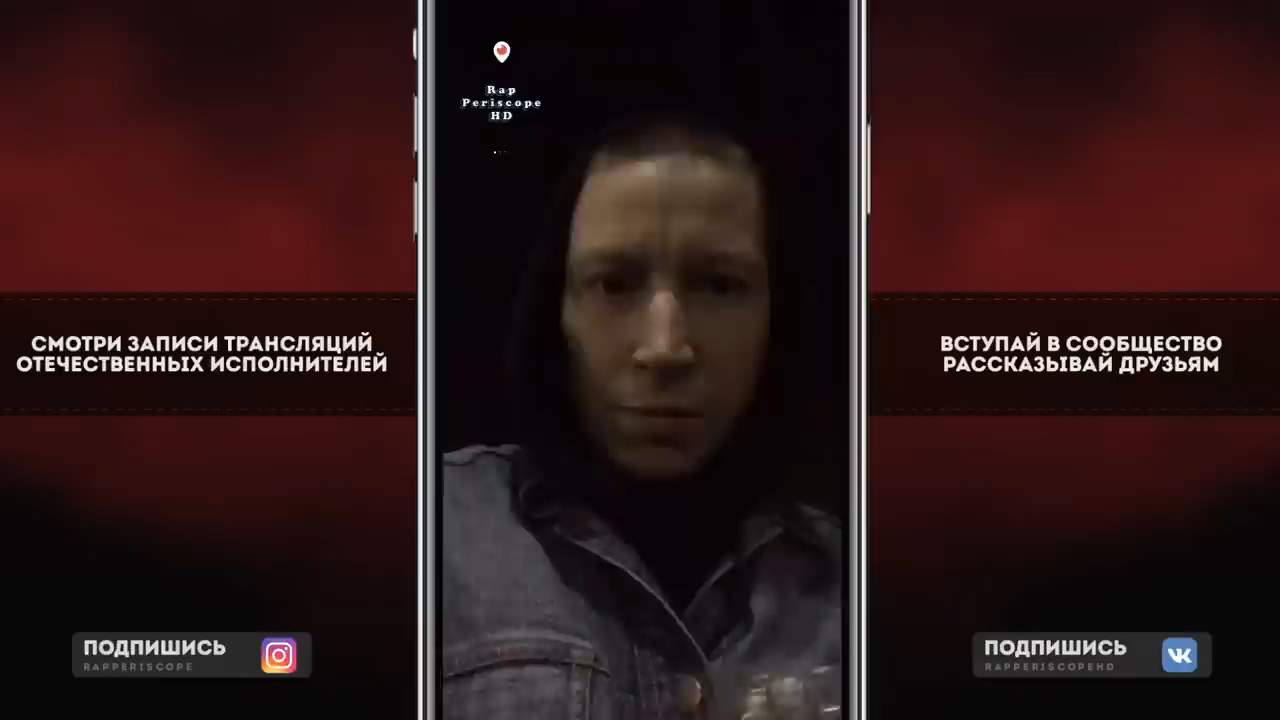 Rap
Periscope
HD
СМОТРИ ЗАПИСИ ТРАНСЛЯЦИЙ
ОТЕЧЕСТВЕННЫХ ИСПОЛНИТЕЛЕЙ
ВСТУПАЙ В СООБЩЕСТВО
РАССКАЗЫВАЙ ДРУЗЬЯМ
ПОДПИШИСЬ
RAPPERISCOPE
ПОДПИШИСЬ
RAPPERISCOPEHD